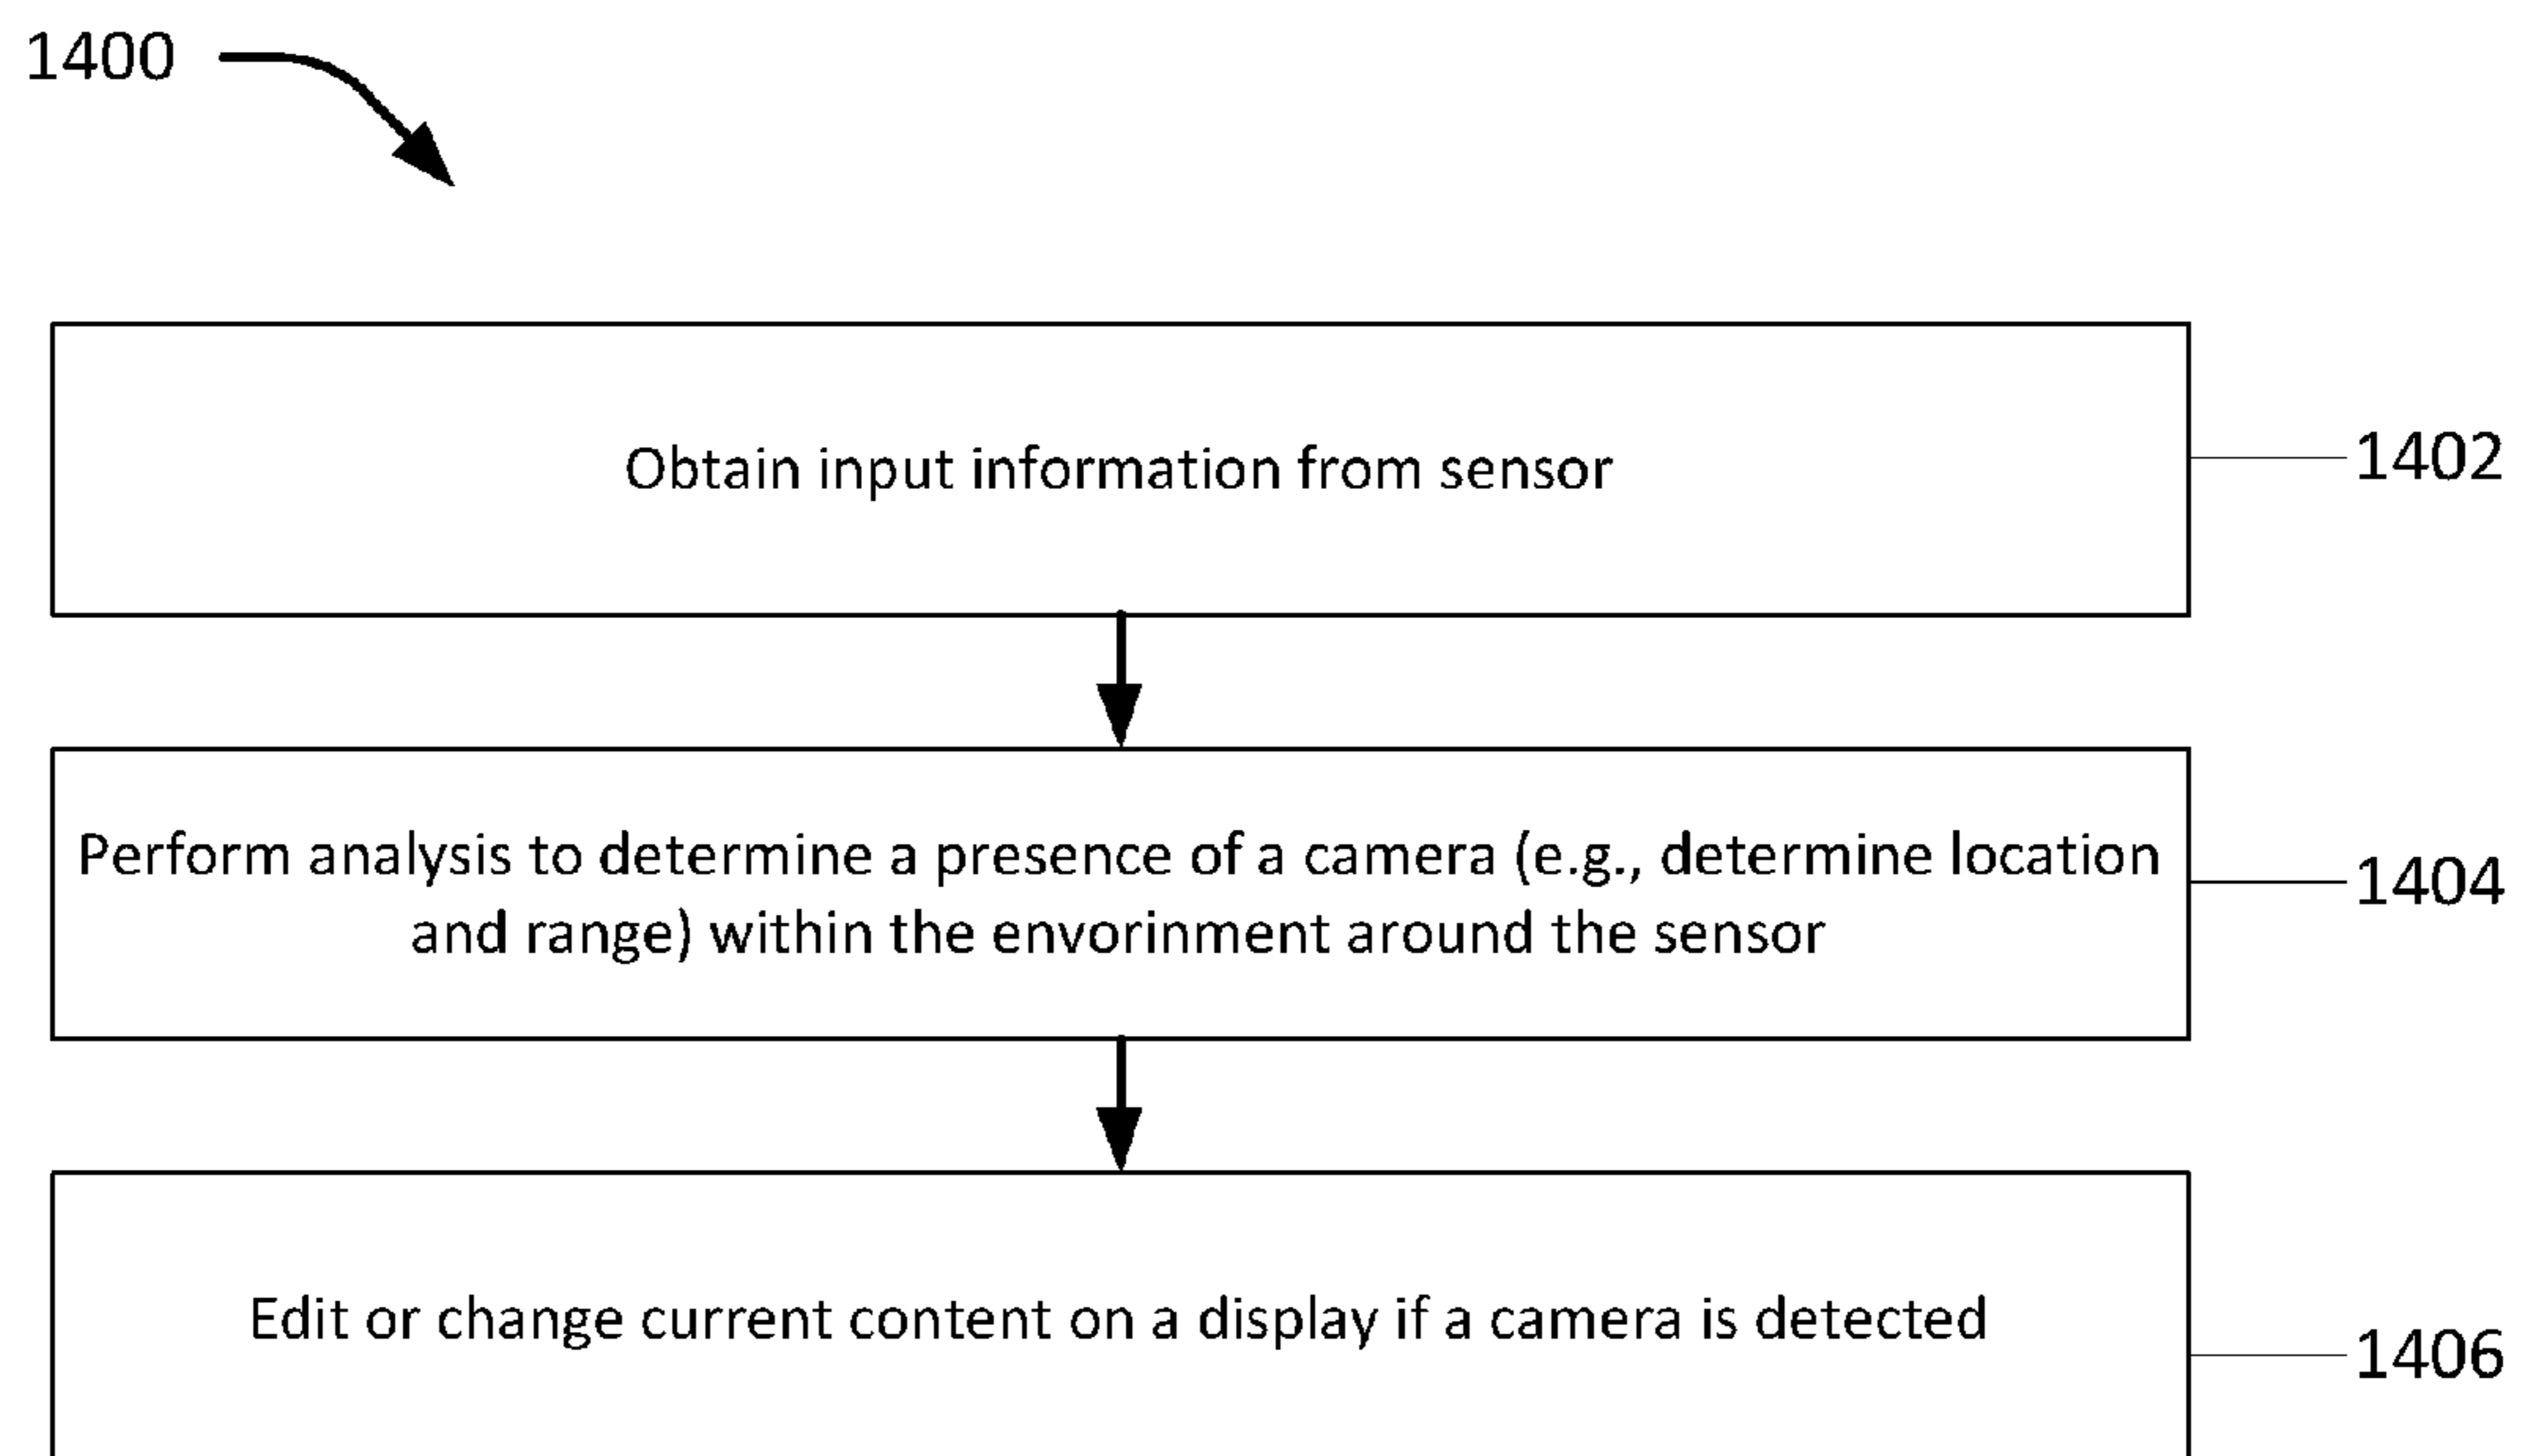 1400
Obtain input information from sensor
1402
Perform analysis to determine a presence of a camera (e.g., determine location
and range) within the envorinment around the sensor
1404
Edit or change current content on a display if a camera is detected
1406